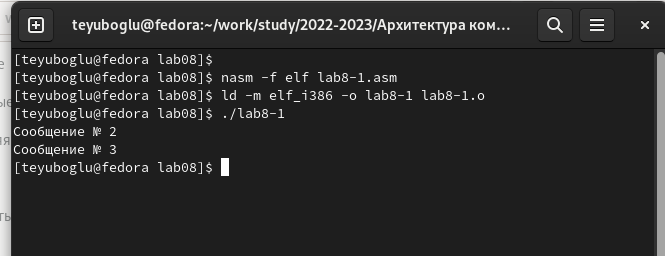 teyuboglu@fedora:~/work/study/2022-2023/Архитектура ком...
[teyuboglu@fedora lab08]$
[teyuboglu@fedora lab08]$ nasm -f elf lab8-1.asm
[teyuboglu@fedora lab08]$ ld -m elf_i386 -o lab8-1 lab8-1.o
[teyuboglu@fedora lab08]$ ./lab8-1
Сообщение № 2
Сообщение № 3
[teyuboglu@fedora lab08]$